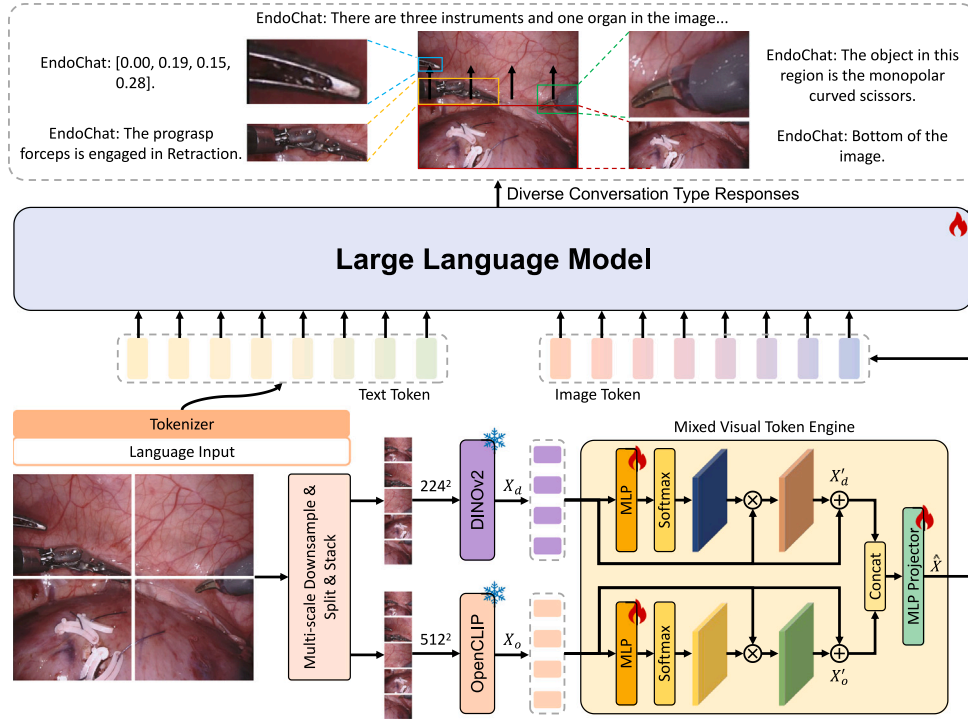 EndoChat: There are three instruments and one organ in the image...
EndoChat: [0.00, 0.19, 0.15,
0.28].
EndoChat: The prograsp
forceps is engaged in Retraction.
EndoChat: The object in this
region is the monopolar
curved scissors.
EndoChat: Bottom of the
image.
Diverse Conversation Type Responses
Large Language Model
Text Token
Image Token
Tokenizer
Language Input
Multi-scale Downsample &
Split & Stack
224²
DINOv2
X_d
512²
OpenCLIP
X_o
Mixed Visual Token Engine
MLP
Softmax
X'_d
MLP
Softmax
X'_o
Concat
MLP Projector
X̂